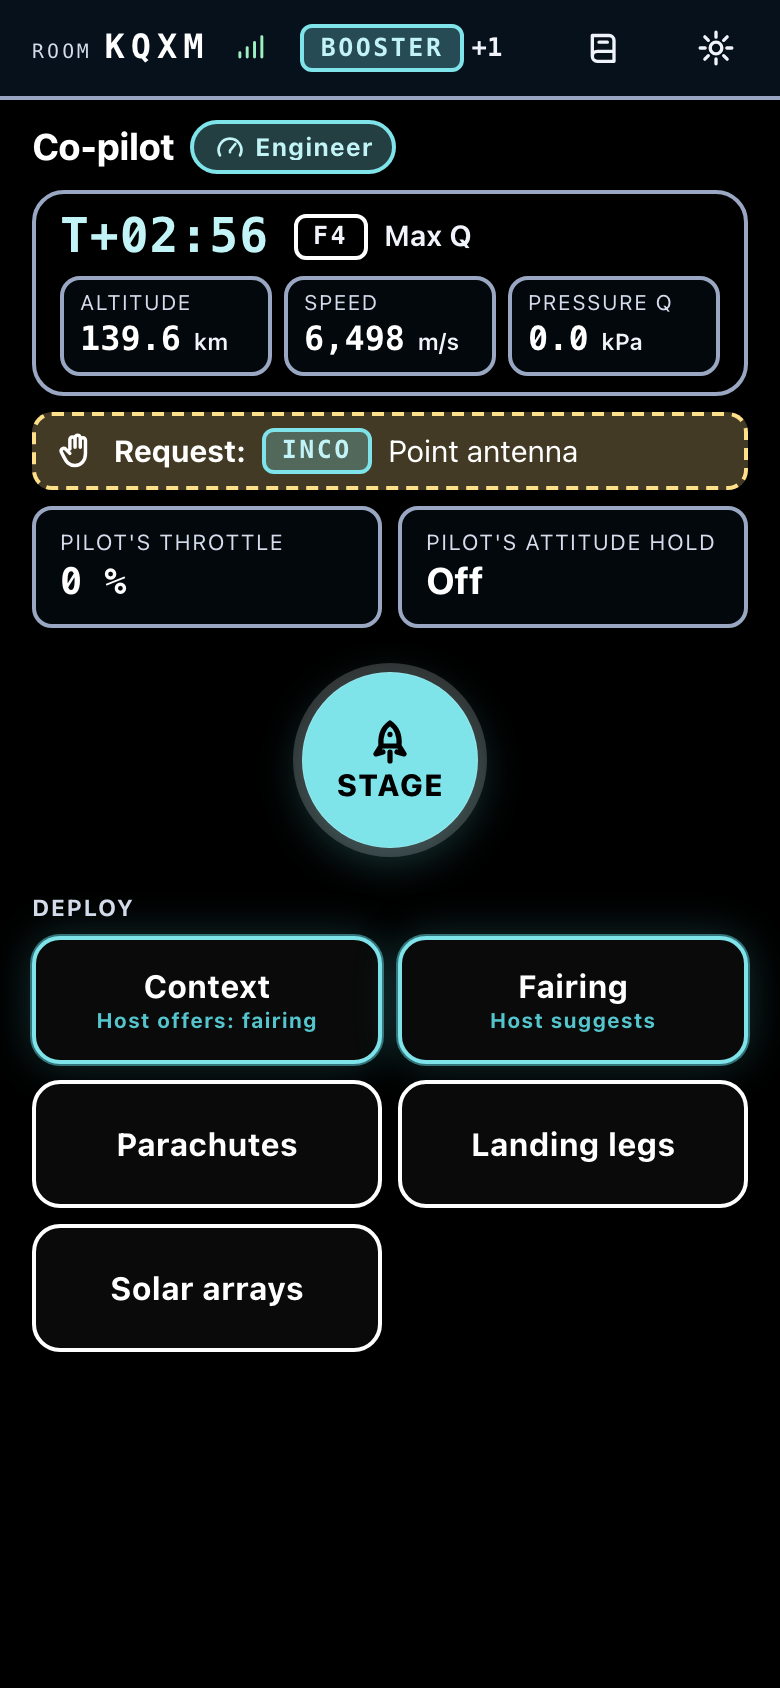 ROOM KQXM BOOSTER +1
Co-pilot Engineer
T+02:56 F4 Max Q
ALTITUDE SPEED PRESSURE Q
139.6 km 6,498 m/s 0.0 kPa
Request: INCO Point antenna
PILOT'S THROTTLE PILOT'S ATTITUDE HOLD
0 % Off
STAGE
DEPLOY
Context Fairing
Host offers: fairing Host suggests
Parachutes Landing legs
Solar arrays